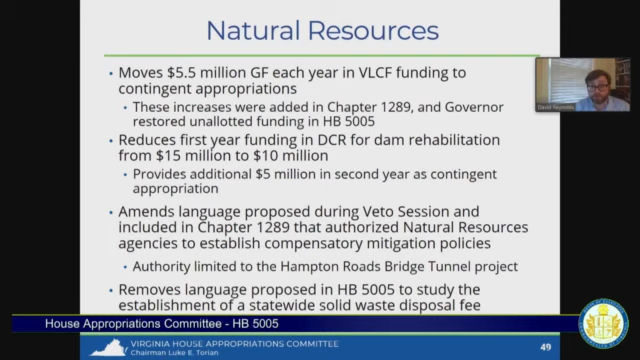 Natural Resources
• Moves $5.5 million GF each year in VLCF funding to
contingent appropriations
• These increases were added in Chapter 1289, and Governor
restored unallotted funding in HB 5005
• Reduces first year funding in DCR for dam rehabilitation
from $15 million to $10 million
• Provides additional $5 million in second year as contingent
appropriation
• Amends language proposed during Veto Session and
included in Chapter 1289 that authorized Natural Resources
agencies to establish compensatory mitigation policies
• Authority limited to the Hampton Roads Bridge Tunnel project
• Removes language proposed in HB 5005 to study the
establishment of a statewide solid waste disposal fee
House Appropriations Committee - HB 5005
VIRGINIA HOUSE APPROPRIATIONS COMMITTEE
Chairman Luke E. Torian
49
David Reynolds